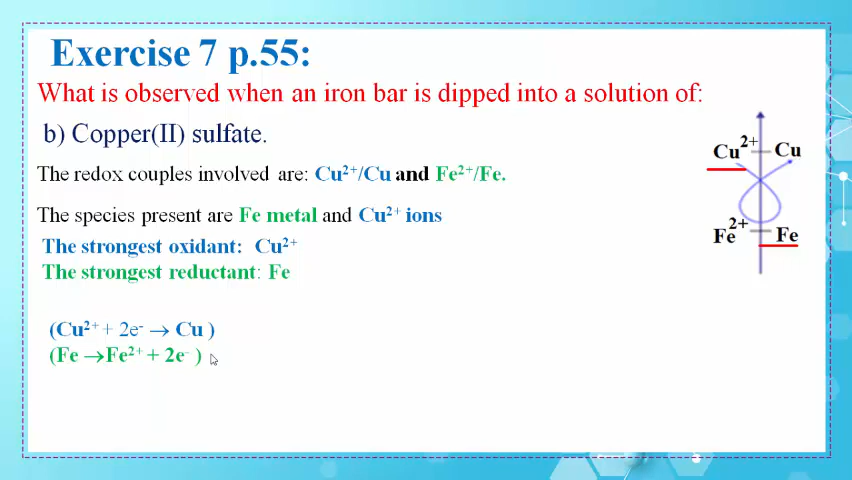 Exercise 7 p.55:
What is observed when an iron bar is dipped into a solution of:
b) Copper(II) sulfate.
The redox couples involved are: Cu²⁺/Cu and Fe²⁺/Fe.
The species present are Fe metal and Cu²⁺ ions
The strongest oxidant: Cu²⁺
The strongest reductant: Fe
(Cu²⁺ + 2e⁻ → Cu )
(Fe →Fe²⁺ + 2e⁻ )
Cu²⁺ Cu
Fe²⁺ Fe